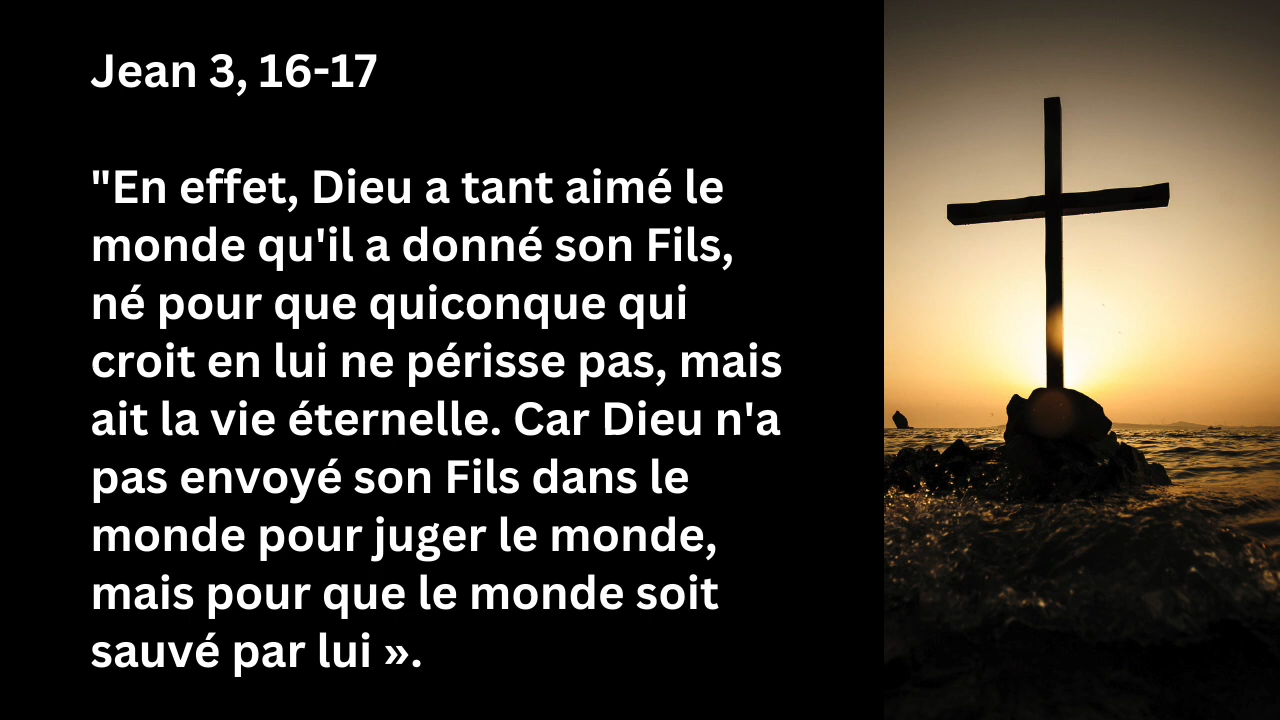 Jean 3, 16-17
"En effet, Dieu a tant aimé le
monde qu'il a donné son Fils,
né pour que quiconque qui
croit en lui ne périsse pas, mais
ait la vie éternelle. Car Dieu n'a
pas envoyé son Fils dans le
monde pour juger le monde,
mais pour que le monde soit
sauvé par lui ».